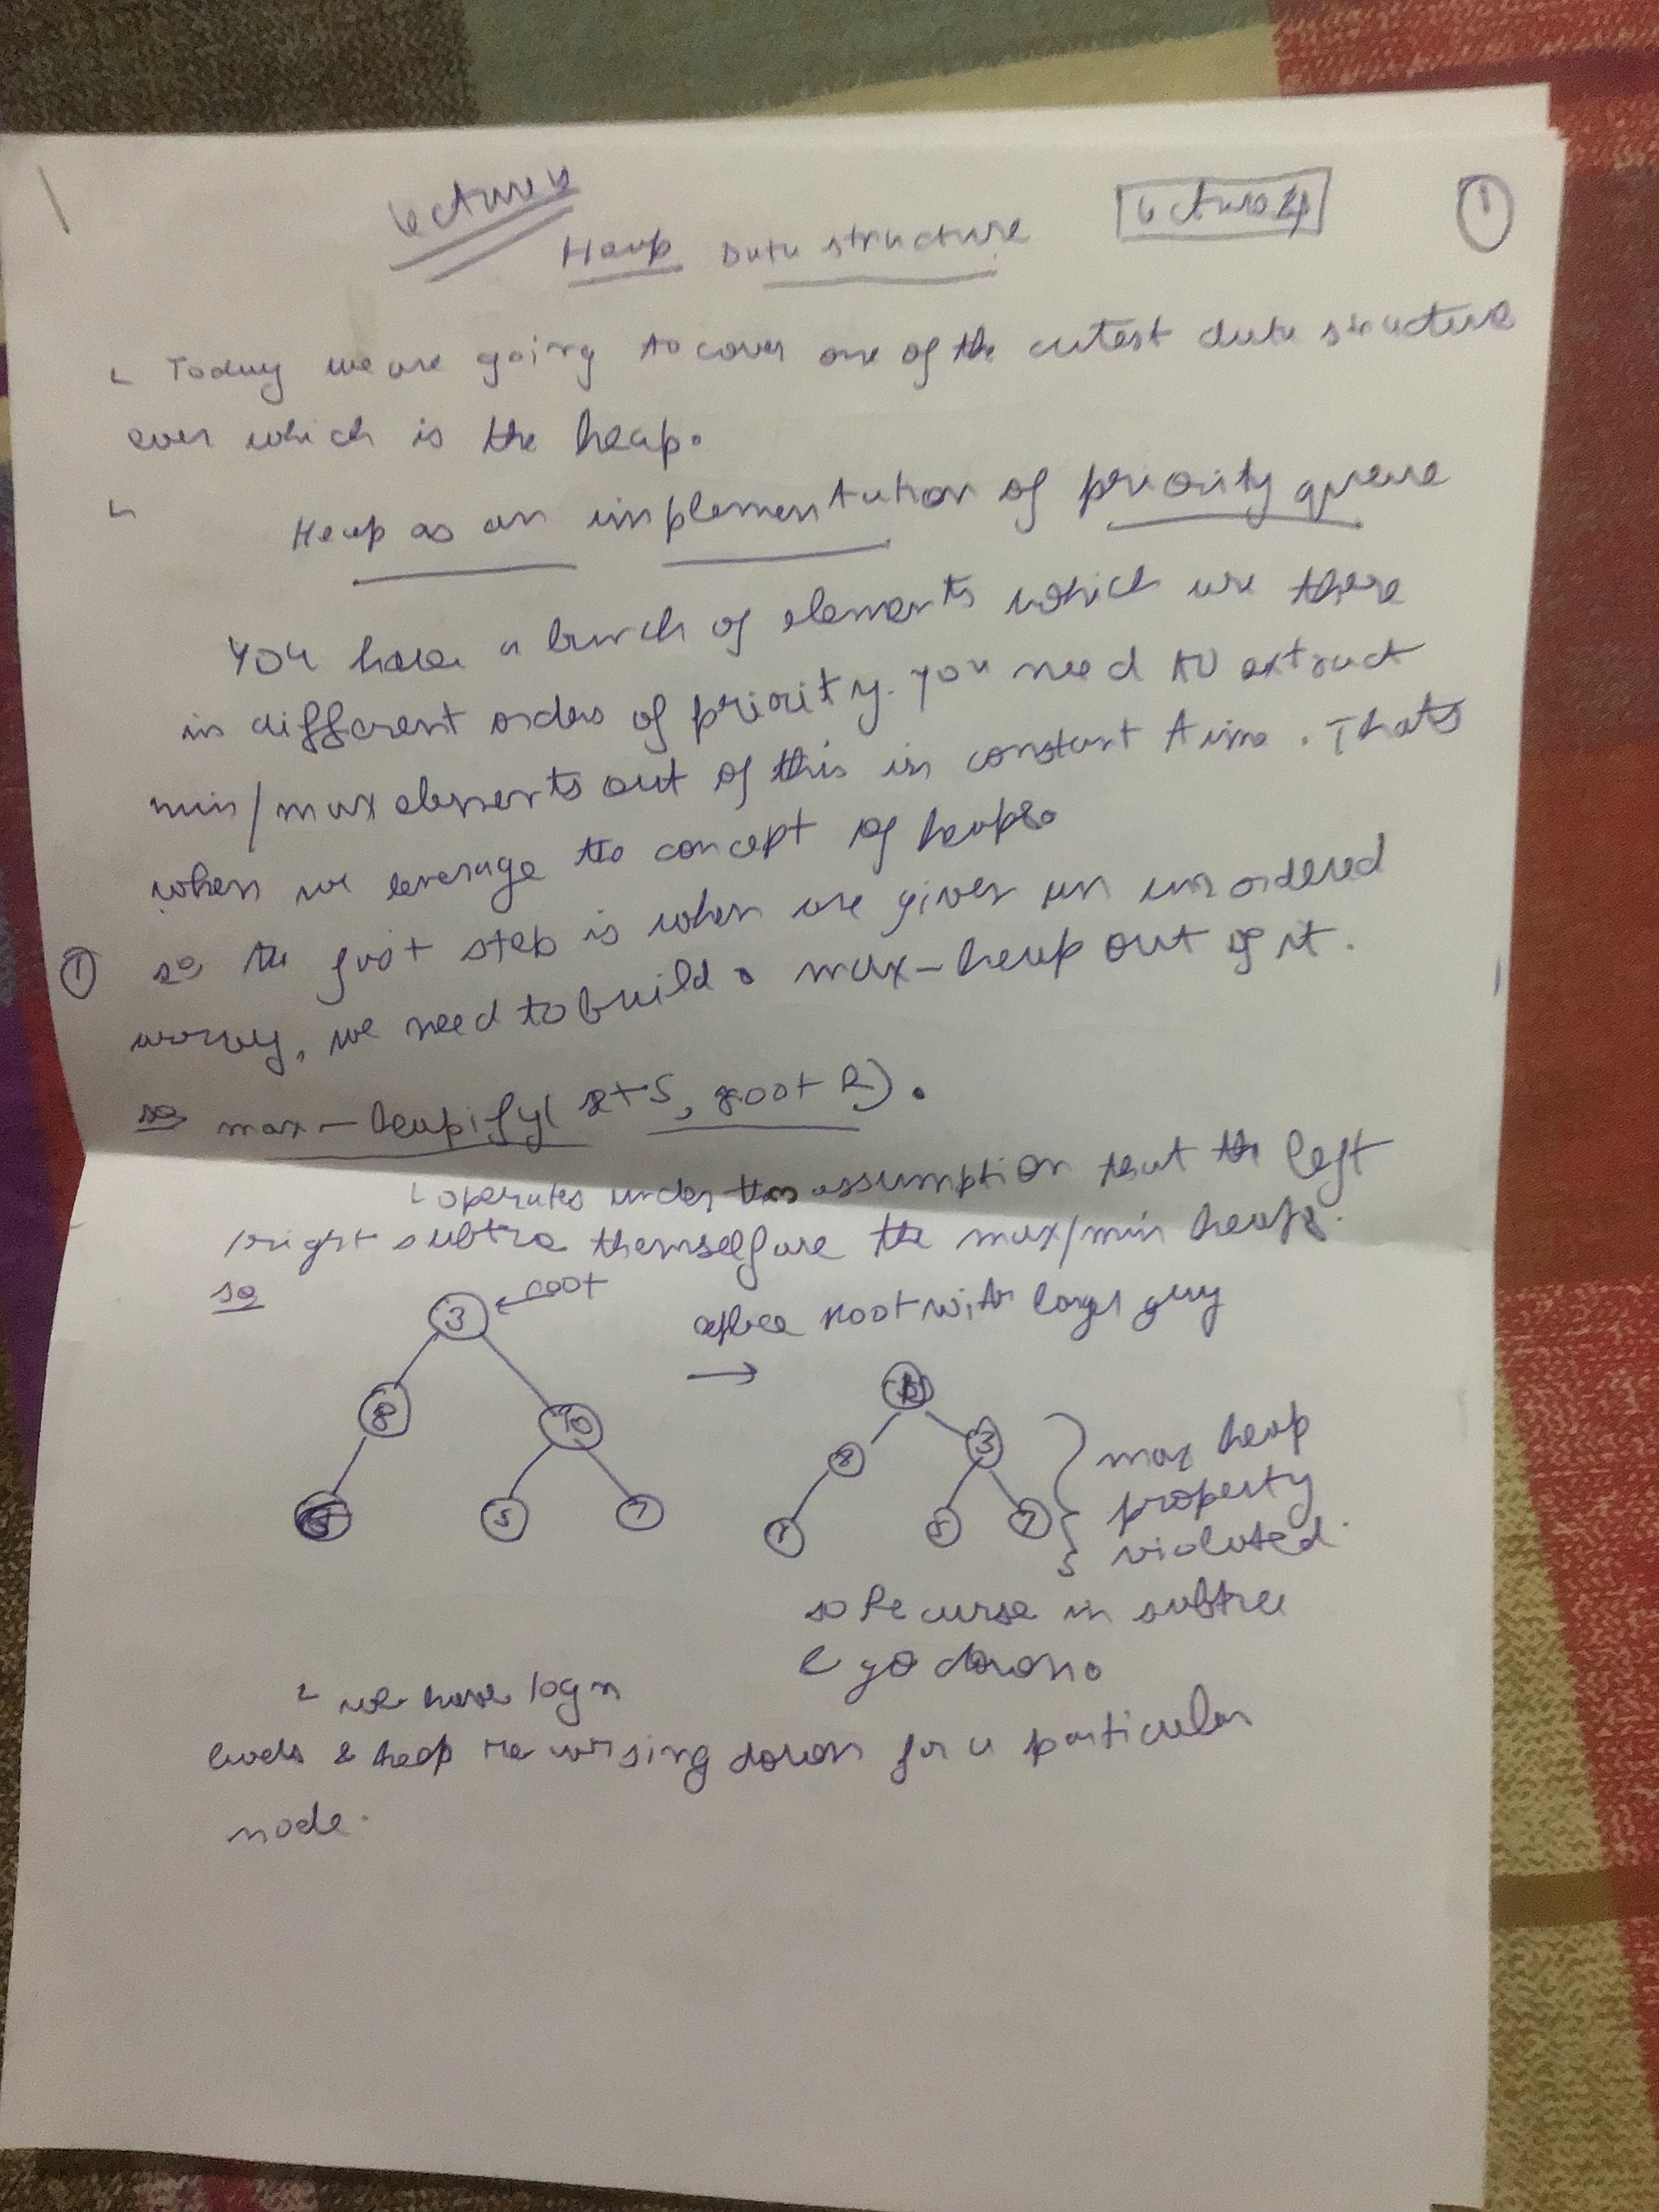 Lecture 4
Lecture 4
1
Heap Data structure
Today we are going to cover one of the cutest data structure
ever which is the heap.
Heap as an implementation of priority queue
You have a bunch of elements which are there
in different orders of priority. you need to extract
min/max elements out of this in constant time. Thats
when we leverage the concept of heaps.
1 so the first step is when we given an unordered
array, we need to build a max-heap out of it.
so max-heapify( int S, root R).
operates under the assumption that the left
/right subtree themself are the max/min heaps.
so
root
3
8 10
5 7
replace root with larger guy
→
10
8 3
1 5 7
max heap
property
violated.
so Recurse in subtree
& go down.
we have log n
levels & keep recursing down for a particular
node.